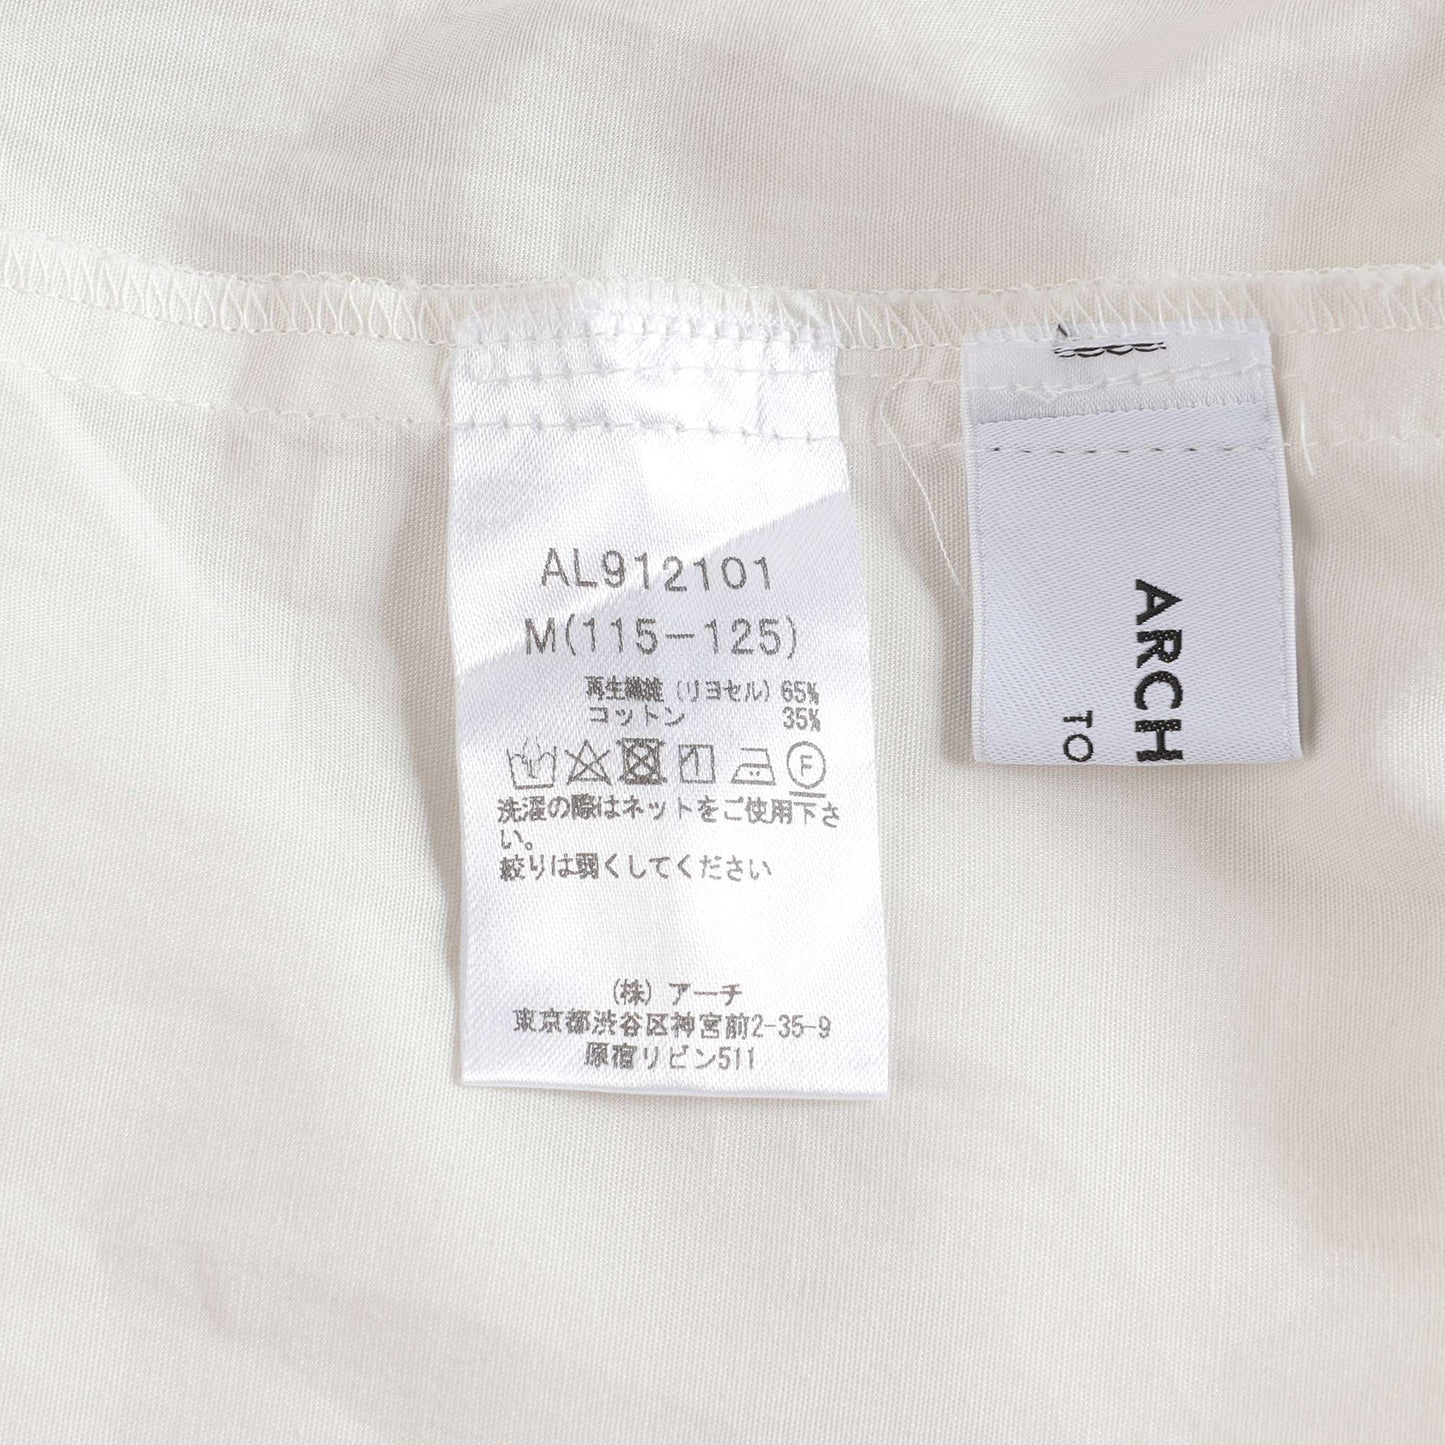 AL912101
M(115-125)
再生繊維(リヨセル) 65%
コットン 35%
F
洗濯の際はネットをご使用下さ
い。
絞りは弱くしてください
(株) アーチ
東京都渋谷区神宮前2-35-9
原宿リビン511
ARCH
TO